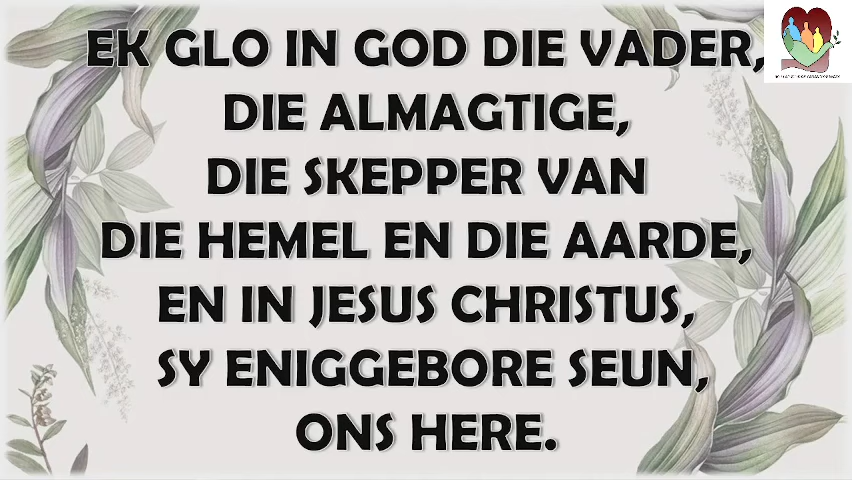 EK GLO IN GOD DIE VADER,
DIE ALMAGTIGE,
DIE SKEPPER VAN
DIE HEMEL EN DIE AARDE,
EN IN JESUS CHRISTUS,
SY ENIGGEBORE SEUN,
ONS HERE.